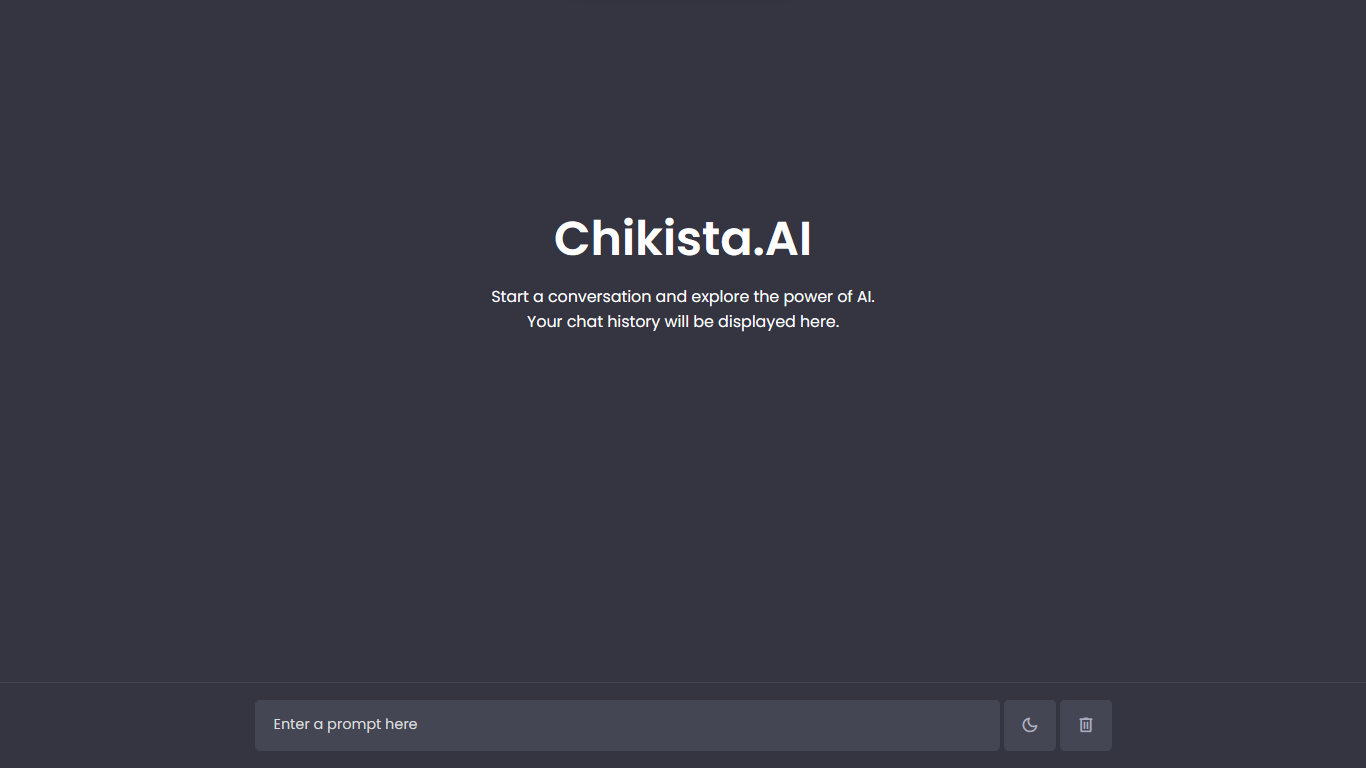 Chikista.AI
Start a conversation and explore the power of AI.
Your chat history will be displayed here.
Enter a prompt here